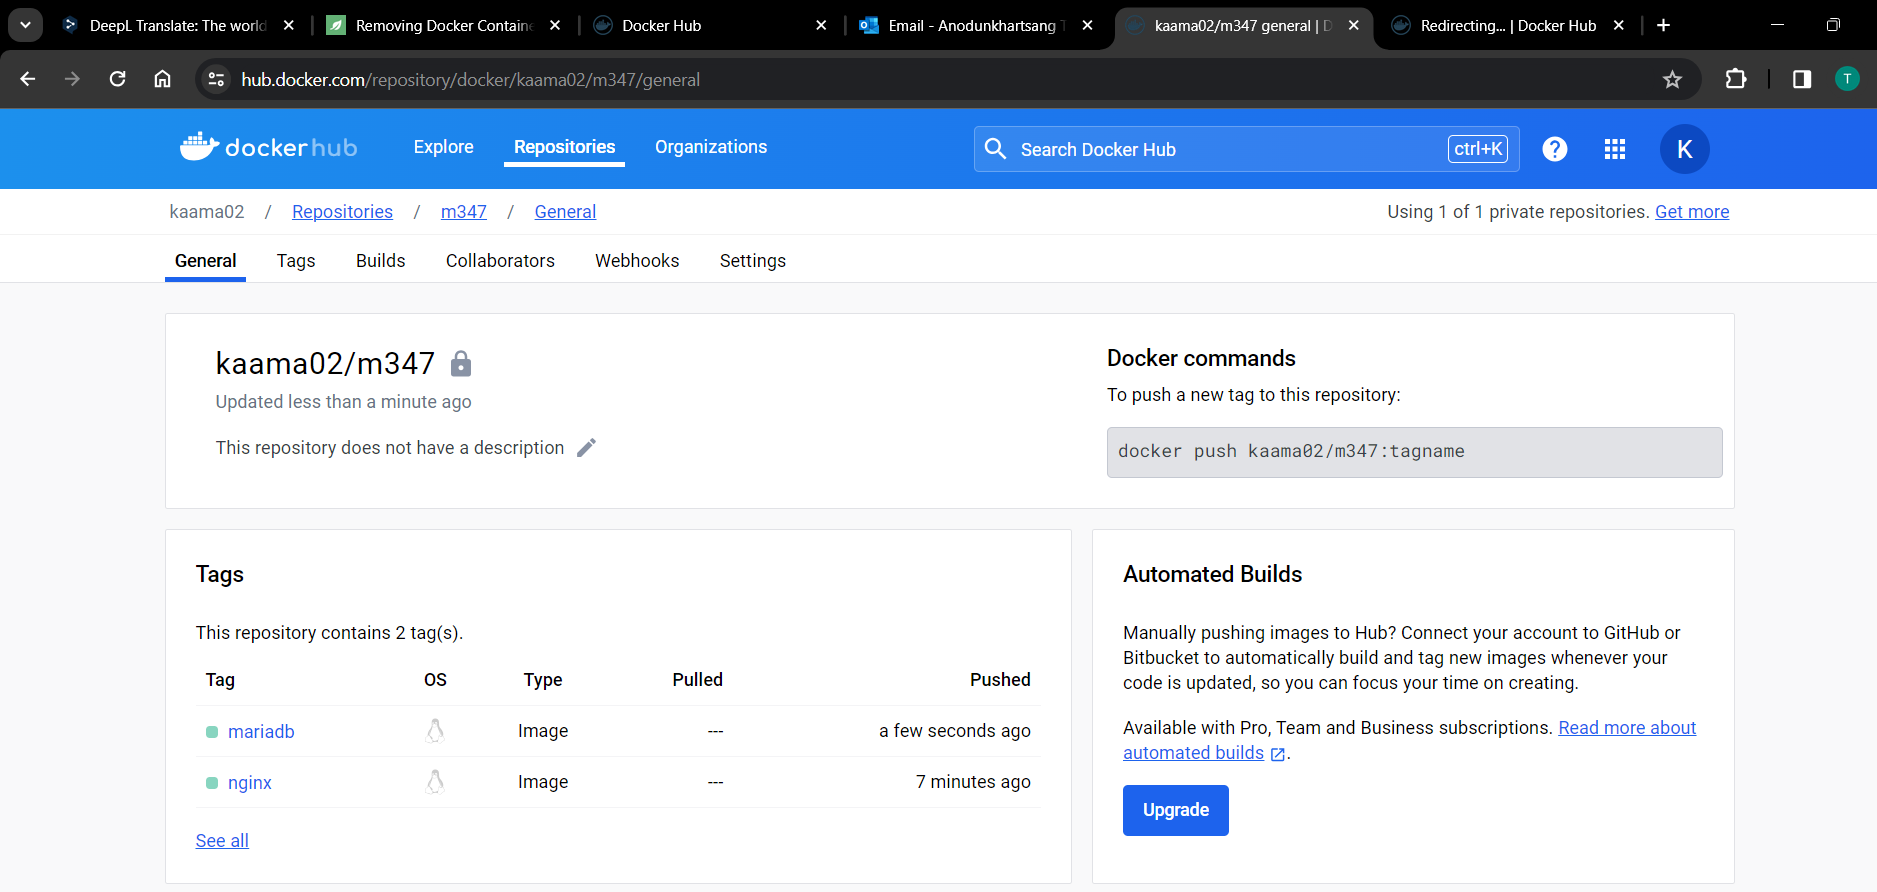 DeepL Translate: The world
Removing Docker Containe
Docker Hub
Email - Anodunkhartsang T
kaama02/m347 general | D
Redirecting... | Docker Hub
hub.docker.com/repository/docker/kaama02/m347/general
T
dockerhub
Explore
Repositories
Organizations
Search Docker Hub
ctrl+K
?
K
kaama02 / Repositories / m347 / General
Using 1 of 1 private repositories. Get more
General
Tags
Builds
Collaborators
Webhooks
Settings
kaama02/m347
Updated less than a minute ago
This repository does not have a description
Docker commands
To push a new tag to this repository:
docker push kaama02/m347:tagname
Tags
This repository contains 2 tag(s).
Tag OS Type Pulled Pushed
mariadb Image --- a few seconds ago
nginx Image --- 7 minutes ago
See all
Automated Builds
Manually pushing images to Hub? Connect your account to GitHub or
Bitbucket to automatically build and tag new images whenever your
code is updated, so you can focus your time on creating.
Available with Pro, Team and Business subscriptions. Read more about
automated builds .
Upgrade